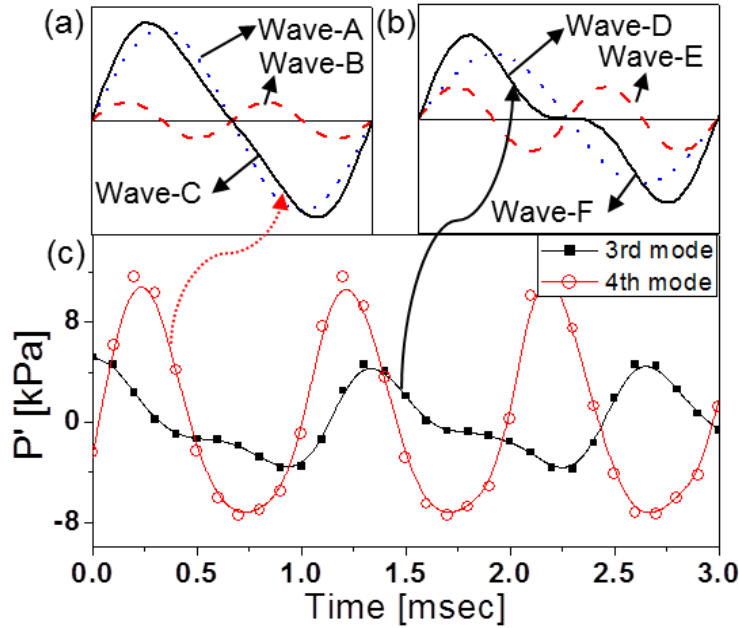 (a)
Wave-A
Wave-B
Wave-C
(b)
Wave-D
Wave-E
Wave-F
(c)
3rd mode
4th mode
P' [kPa]
8
0
-8
0.0 0.5 1.0 1.5 2.0 2.5 3.0
Time [msec]